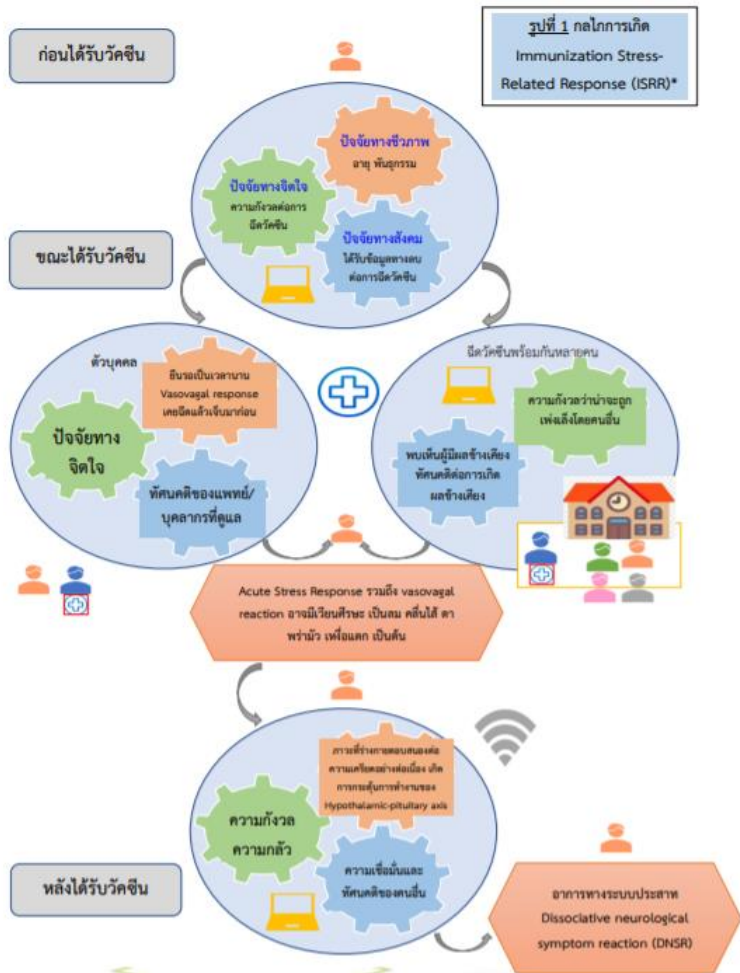 ก่อนได้รับวัคซีน
รูปที่ 1 กลไกการเกิด
Immunization Stress-
Related Response (ISRR)*
ปัจจัยทางชีวภาพ
อายุ พันธุกรรม
ปัจจัยทางจิตใจ
ความกังวลต่อการ
ฉีดวัคซีน
ปัจจัยทางสังคม
ได้รับข้อมูลทางลบ
ต่อการฉีดวัคซีน
ขณะได้รับวัคซีน
ตัวบุคคล
ยืนรอเป็นเวลานาน
Vasovagal response
เคยฉีดแล้วเจ็บมาก่อน
ปัจจัยทาง
จิตใจ
ทัศนคติของแพทย์/
บุคลากรที่ดูแล
ฉีดวัคซีนพร้อมกันหลายคน
ความกังวลว่าน่าจะถูก
เพ่งเล็งโดยคนอื่น
พบเห็นผู้มีผลข้างเคียง
ทัศนคติต่อการเกิด
ผลข้างเคียง
Acute Stress Response รวมถึง vasovagal
reaction อาจมีเวียนศีรษะ เป็นลม คลื่นไส้ ตา
พร่ามัว เหงื่อแตก เป็นต้น
ภาวะที่ร่างกายตอบสนองต่อ
ความเครียดอย่างต่อเนื่อง เกิด
การกระตุ้นการทำงานของ
Hypothalamic-pituitary axis
ความกังวล
ความกลัว
ความเชื่อมั่นและ
ทัศนคติของคนอื่น
หลังได้รับวัคซีน
อาการทางระบบประสาท
Dissociative neurological
symptom reaction (DNSR)